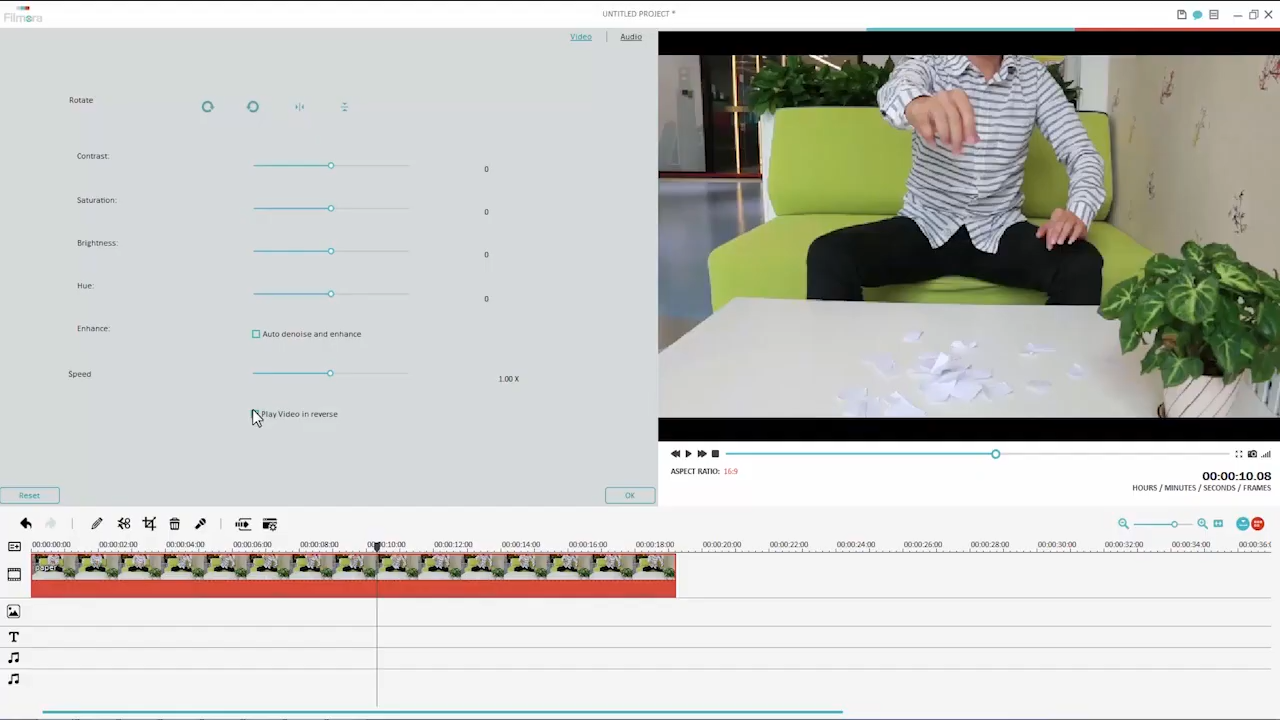 Filmora
UNTITLED PROJECT *
Video | Audio
Rotate
Contrast: 0
Saturation: 0
Brightness: 0
Hue: 0
Enhance: Auto denoise and enhance
Speed 1.00 X
Play Video in reverse
Reset OK
ASPECT RATIO: 16:9
00:00:10.08
HOURS / MINUTES / SECONDS / FRAMES
00:00:00:00 00:00:02:00 00:00:04:00 00:00:06:00 00:00:10:00 00:00:12:00 00:00:14:00 00:00:16:00 00:00:18:00 00:00:20:00 00:00:22:00 00:00:24:00 00:00:26:00 00:00:28:00 00:00:30:00 00:00:32:00 00:00:34:00
paper